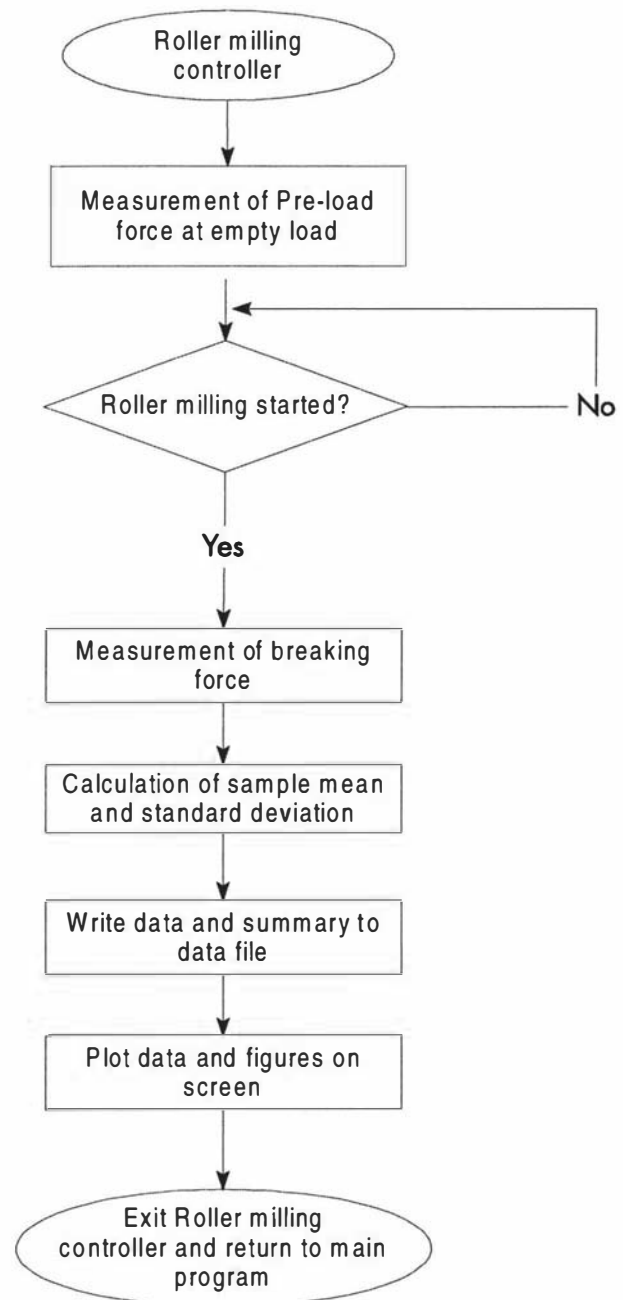 Roller milling
controller
Measurement of Pre-load
force at empty load
Roller milling started?
No
Yes
Measurement of breaking
force
Calculation of sample mean
and standard deviation
Write data and summary to
data file
Plot data and figures on
screen
Exit Roller milling
controller and return to main
program